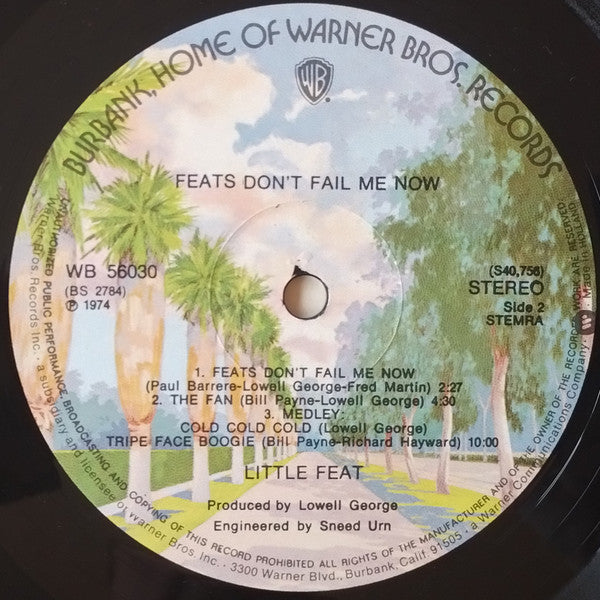 BURBANK, HOME OF WARNER BROS. RECORDS
WB
FEATS DON'T FAIL ME NOW
WB 56030
(BS 2784)
℗ 1974
(S40,756)
STEREO
Side 2
STEMRA
1. FEATS DON'T FAIL ME NOW
(Paul Barrere-Lowell George-Fred Martin) 2:27
2. THE FAN (Bill Payne-Lowell George) 4:30
3. MEDLEY:
COLD COLD COLD (Lowell George)
TRIPE FACE BOOGIE (Bill Payne-Richard Hayward) 10:00
LITTLE FEAT
Produced by Lowell George
Engineered by Sneed Urn
UNAUTHORIZED PUBLIC PERFORMANCE, BROADCASTING AND COPYING OF THIS RECORD PROHIBITED ALL RIGHTS OF THE MANUFACTURER AND OF THE OWNER OF THE RECORDED WORK ARE RESERVED
Warner Bros. Records Inc. · a subsidiary and licensee of Warner Bros. Inc. · 3300 Warner Blvd., Burbank, Calif. 91505 · a Warner Communications Company. Made in Holland